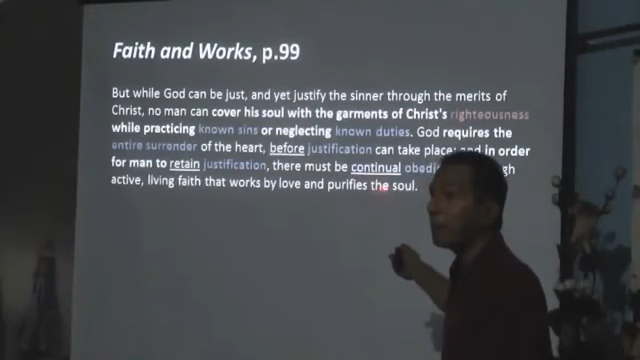 Faith and Works, p.99
But while God can be just, and yet justify the sinner through the merits of
Christ, no man can cover his soul with the garments of Christ's righteousness
while practicing known sins or neglecting known duties. God requires the
entire surrender of the heart, before justification can take place; and in order
for man to retain justification, there must be continual
active, living faith that works by love and purifies the soul.